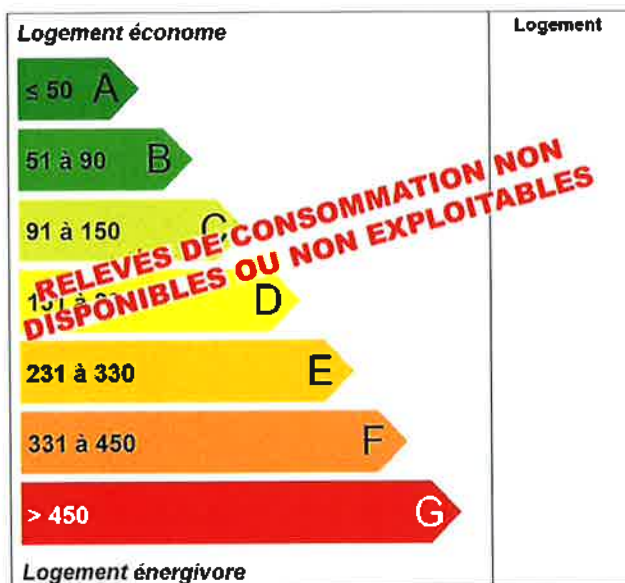 Logement économe
Logement
≤ 50 A
51 à 90 B
91 à 150 C
D
231 à 330 E
331 à 450 F
> 450 G
Logement énergivore
RELEVÉS DE CONSOMMATION NON
DISPONIBLES OU NON EXPLOITABLES